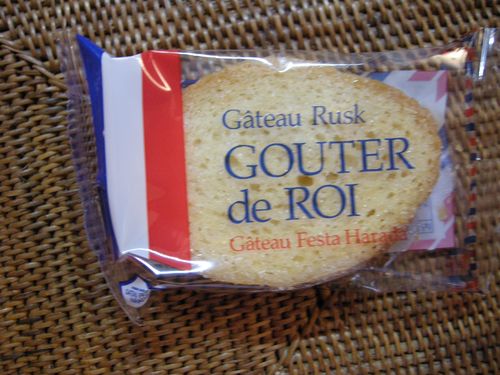 Gâteau Rusk
GOUTER
de ROI
Gâteau Festa Harada